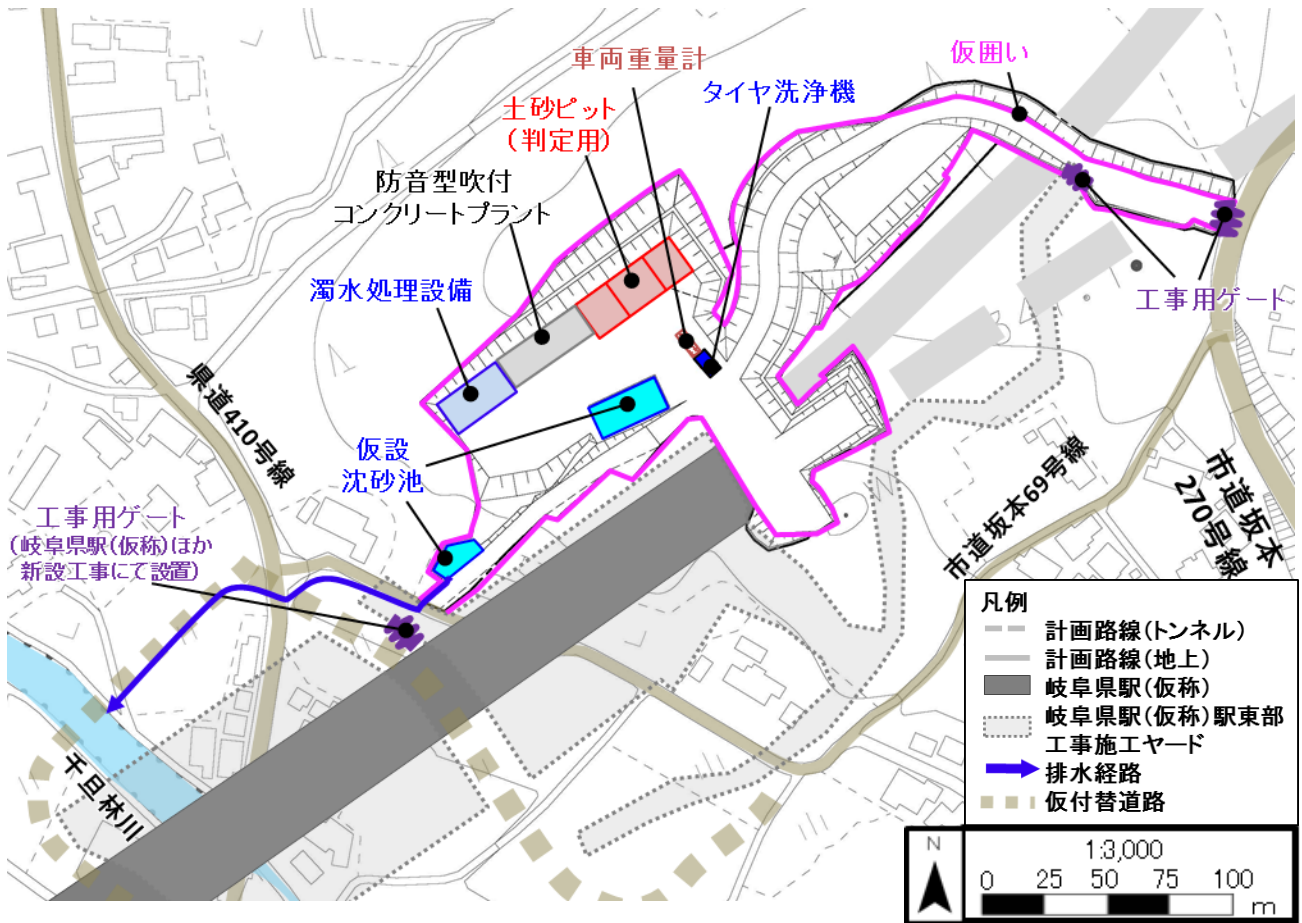 車両重量計
仮囲い
タイヤ洗浄機
土砂ピット
(判定用)
防音型吹付
コンクリートプラント
濁水処理設備
工事用ゲート
県道410号線
仮設
沈砂池
市道坂本69号線
市道坂本
270号線
工事用ゲート
(岐阜県駅(仮称)ほか
新設工事にて設置)
千旦林川
凡例
計画路線(トンネル)
計画路線(地上)
岐阜県駅(仮称)
岐阜県駅(仮称)駅東部
工事施工ヤード
排水経路
仮付替道路
N
1:3,000
0 25 50 75 100
m